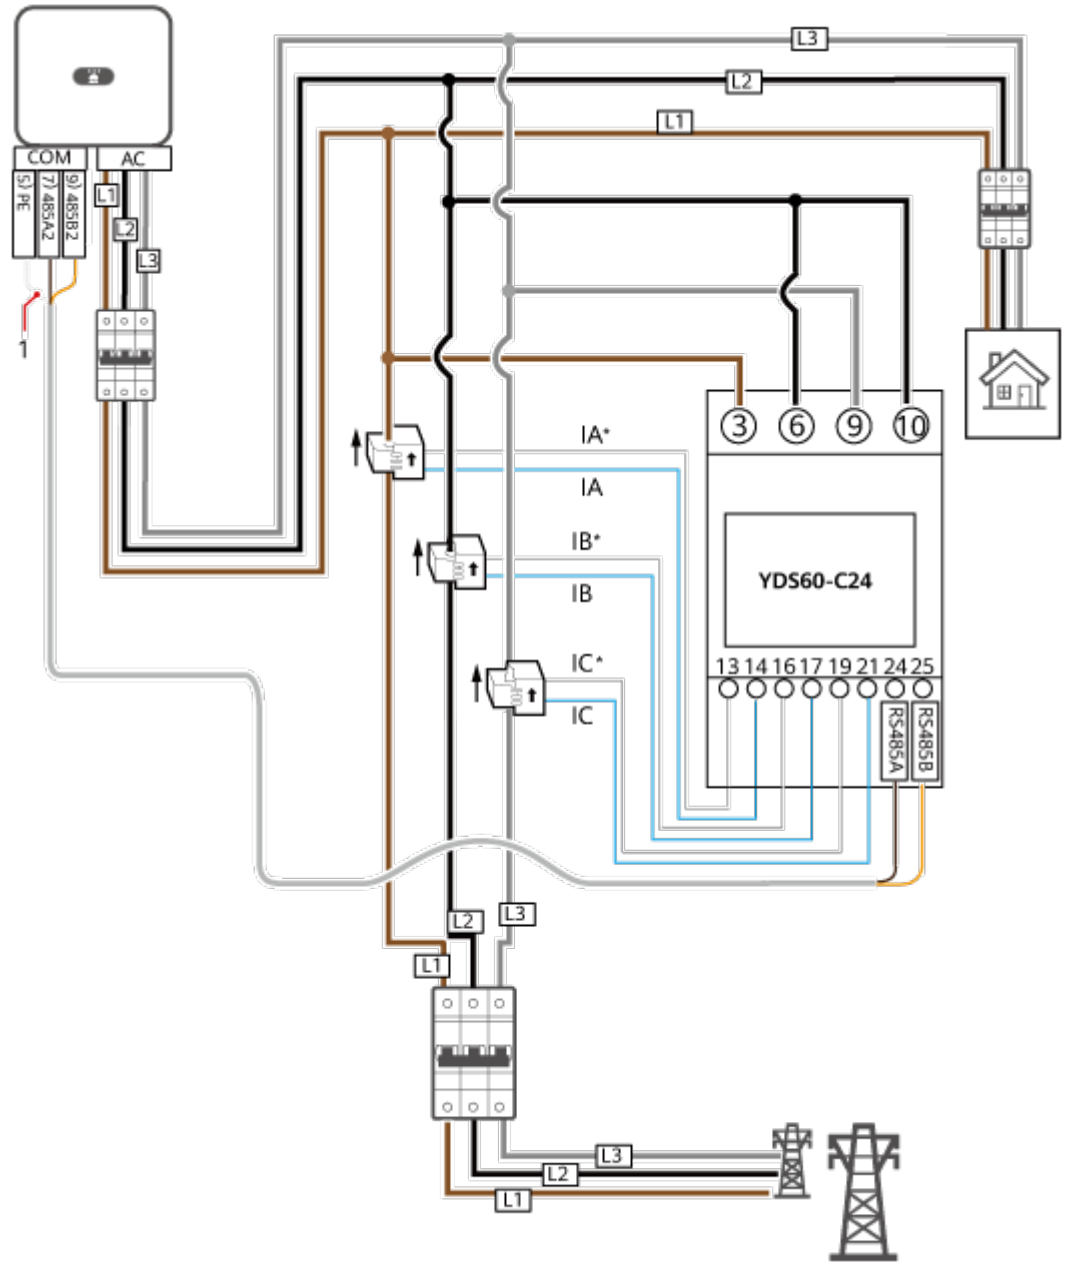 L3
L2
L1
COM
AC
5) PE
7) 485A2
9) 485B2
L1
L2
L3
1
3
6
9
10
IA*
IA
IB*
IB
YDS60-C24
IC*
IC
13 14 16 17 19 21 24 25
RS485A
RS485B
L2
L3
L1
L3
L2
L1